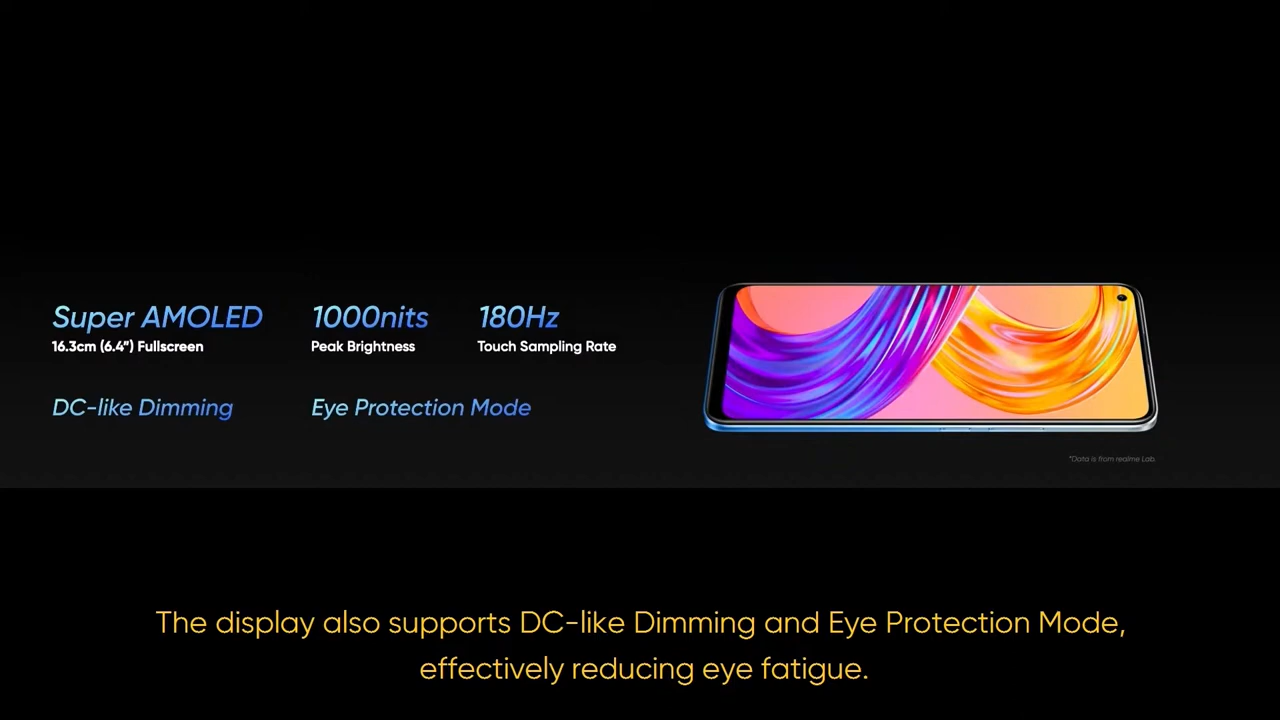 Super AMOLED 1000nits 180Hz
16.3cm (6.4”) Fullscreen Peak Brightness Touch Sampling Rate
DC-like Dimming Eye Protection Mode
*Data is from realme Lab.
The display also supports DC-like Dimming and Eye Protection Mode,
effectively reducing eye fatigue.